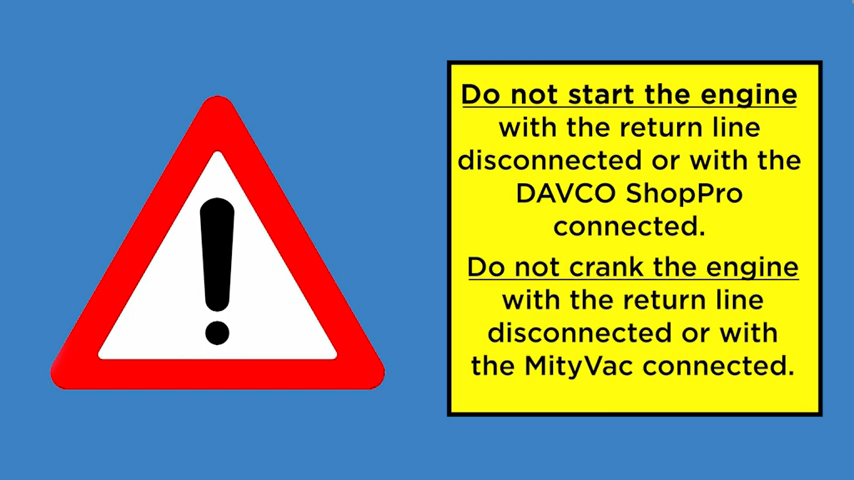 Do not start the engine
with the return line
disconnected or with the
DAVCO ShopPro
connected.
Do not crank the engine
with the return line
disconnected or with
the MityVac connected.